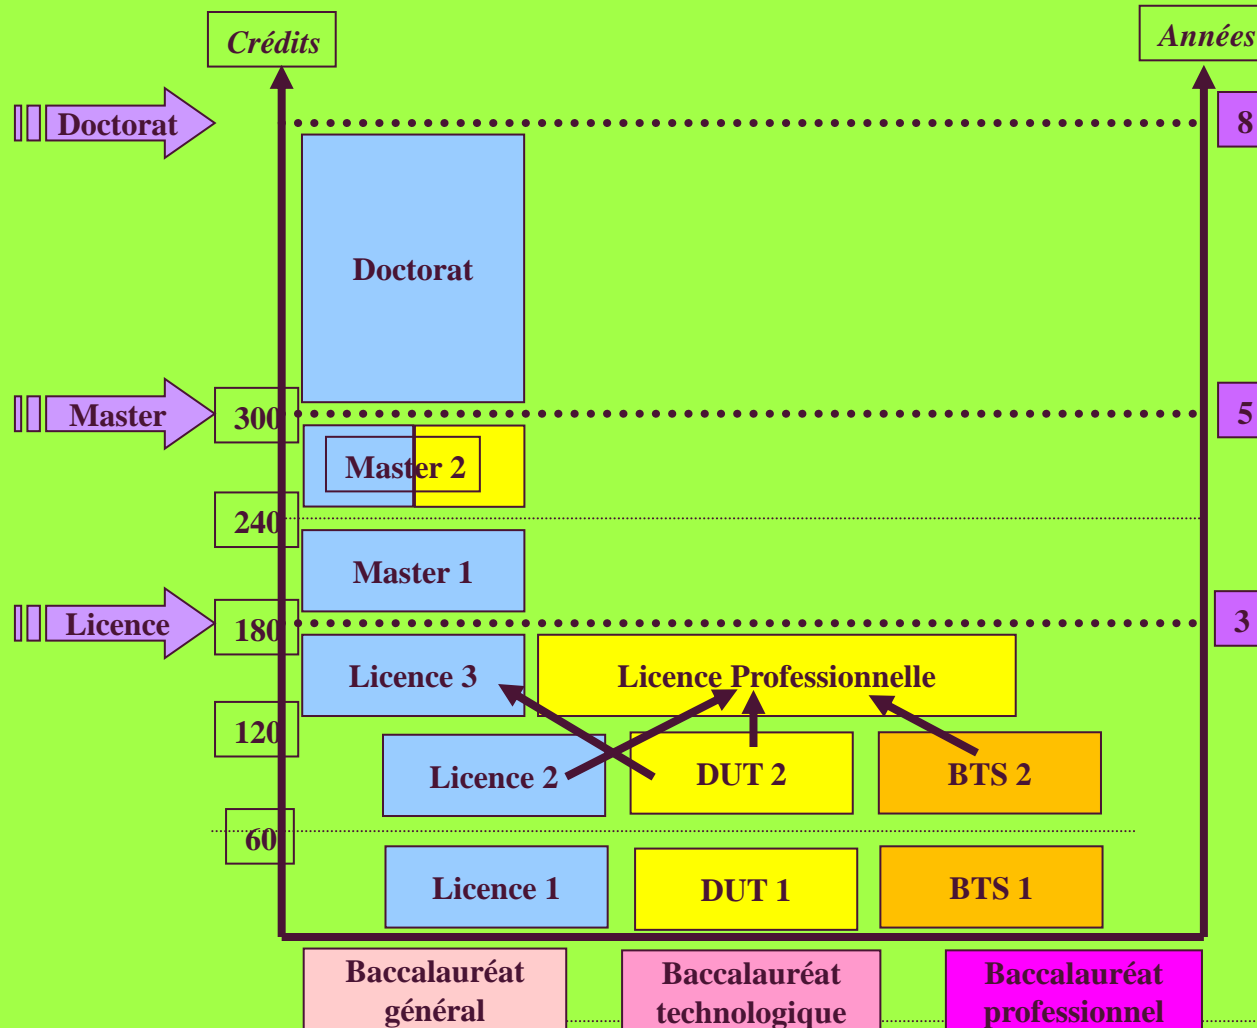 Crédits
Années
Doctorat
8
Doctorat
Master
300
5
Master 2
240
Master 1
Licence
180
3
Licence 3
Licence Professionnelle
120
Licence 2
DUT 2
BTS 2
60
Licence 1
DUT 1
BTS 1
Baccalauréat
général
Baccalauréat
technologique
Baccalauréat
professionnel